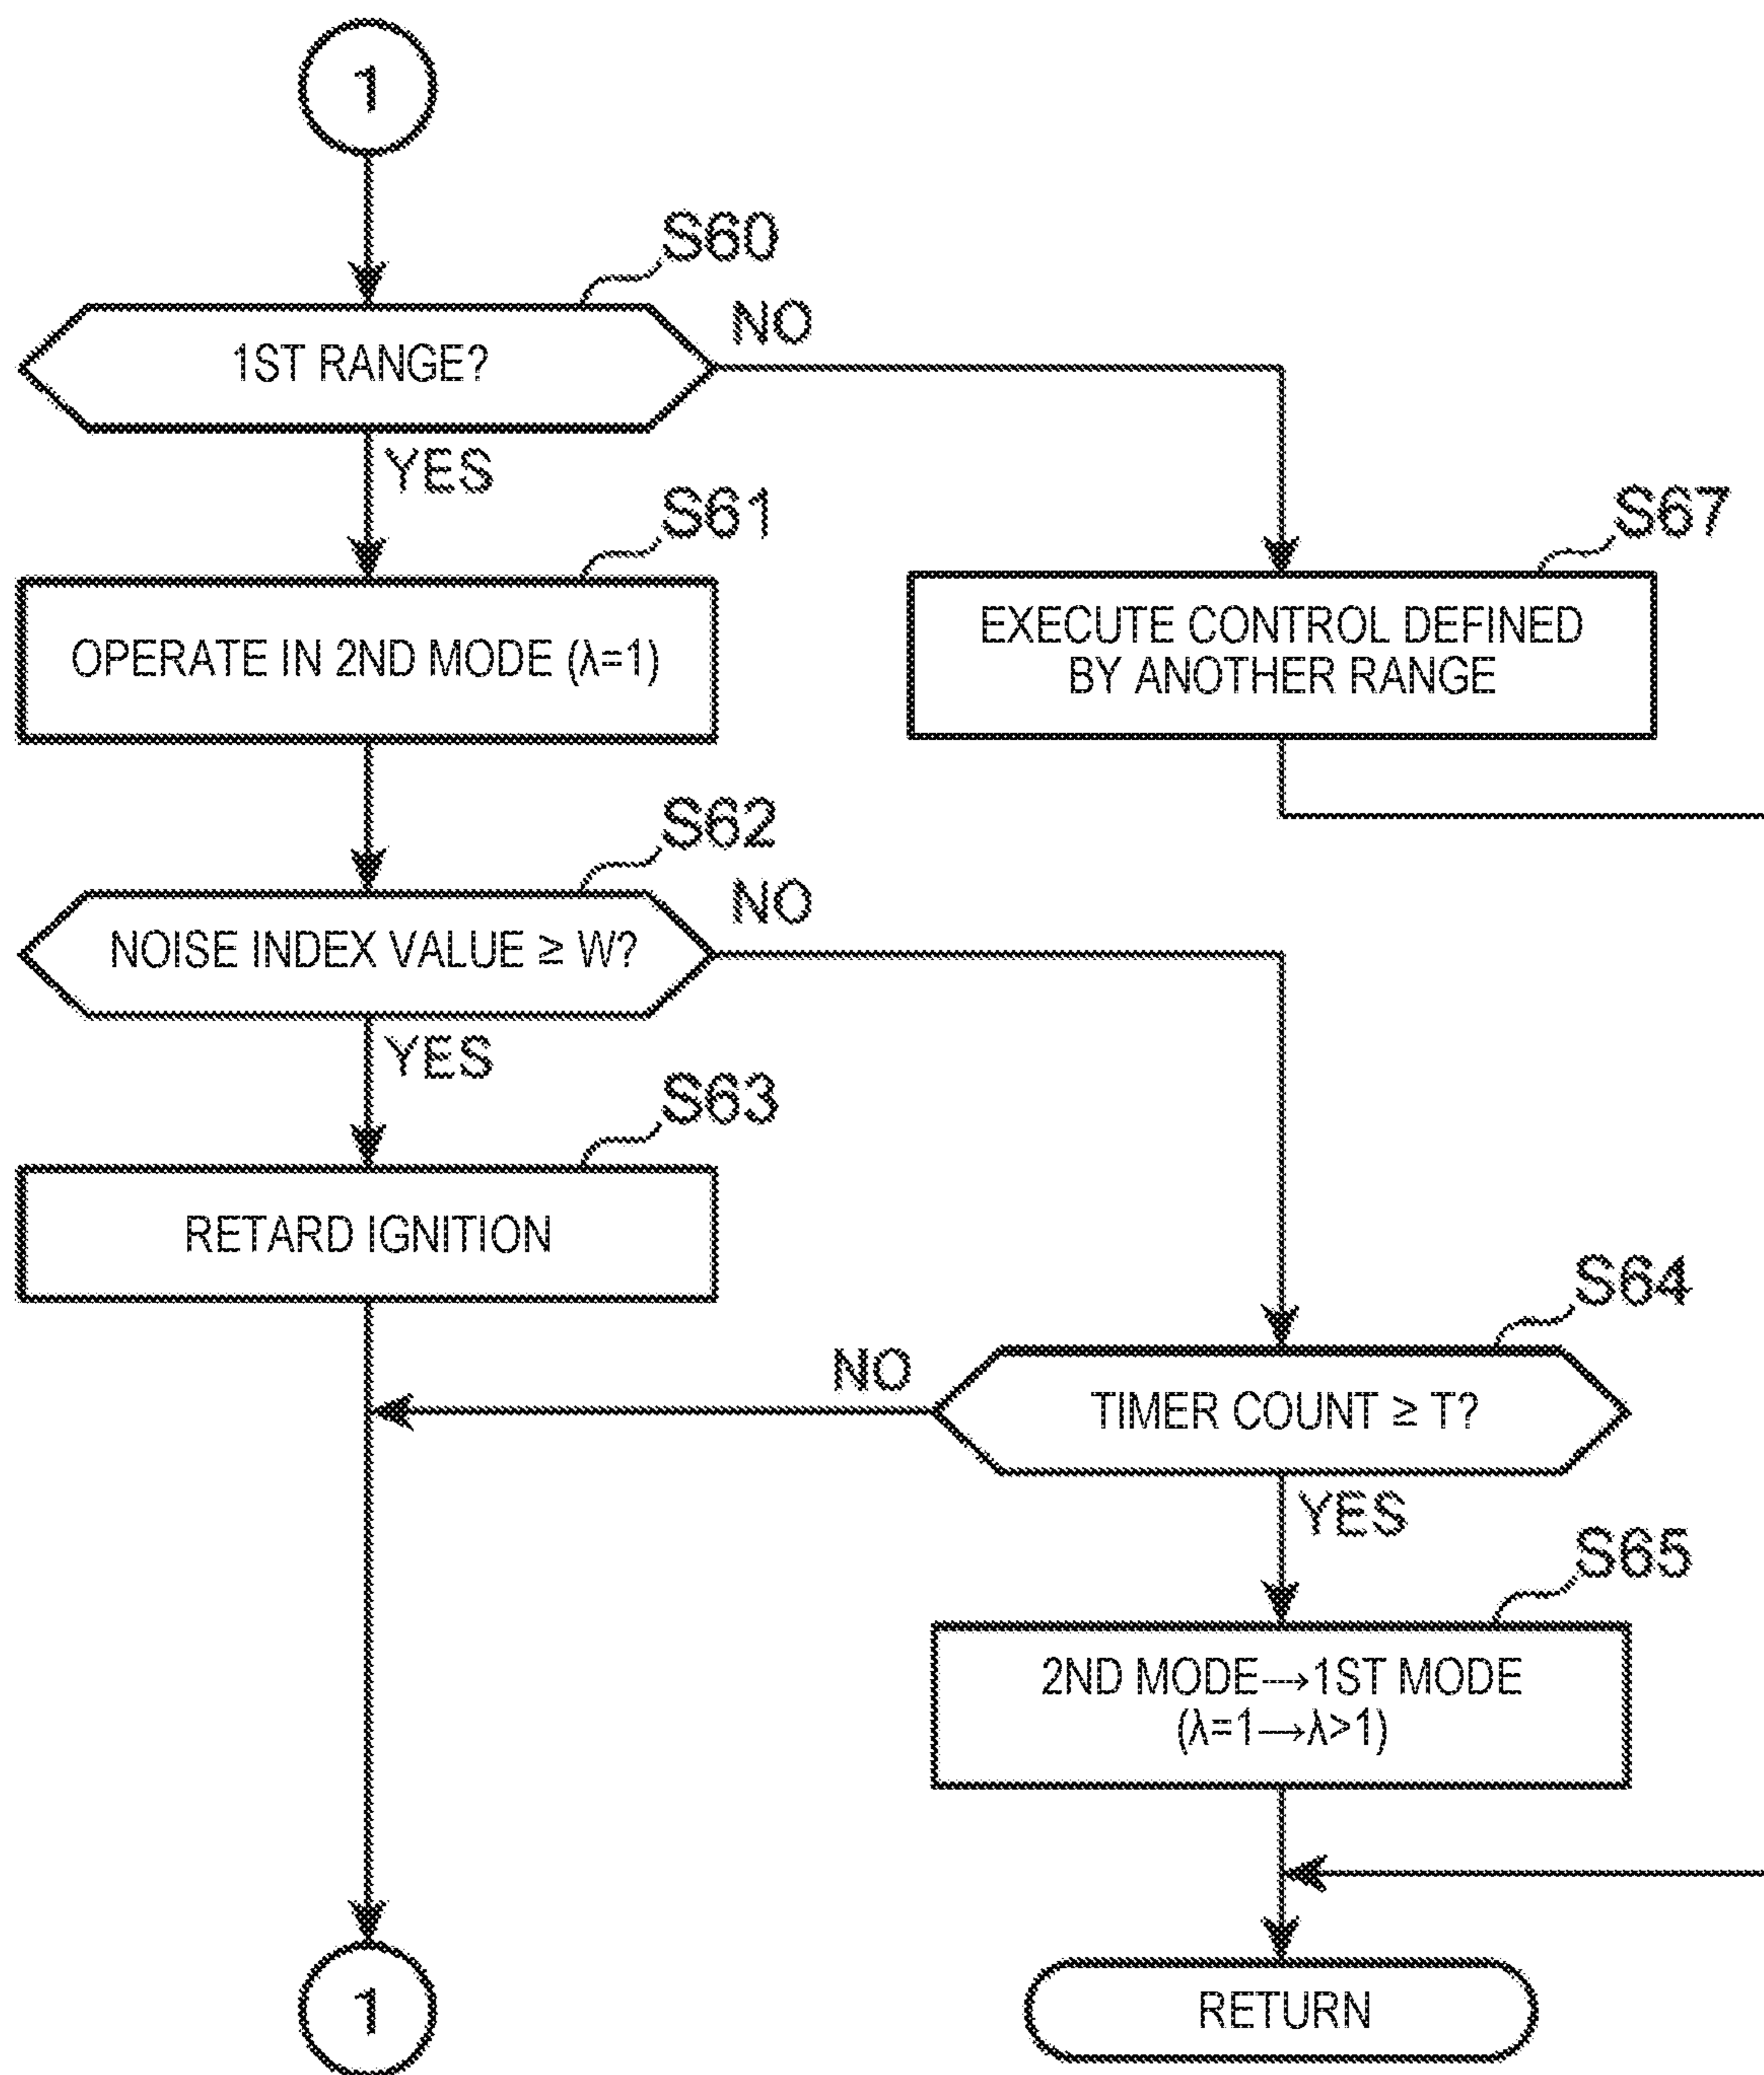 1
S60
1ST RANGE?
NO
YES
S61
OPERATE IN 2ND MODE (λ=1)
S67
EXECUTE CONTROL DEFINED
BY ANOTHER RANGE
S62
NOISE INDEX VALUE ≥ W?
NO
YES
S63
RETARD IGNITION
S64
TIMER COUNT ≥ T?
NO
YES
S65
2ND MODE→1ST MODE
(λ=1→λ>1)
1
RETURN